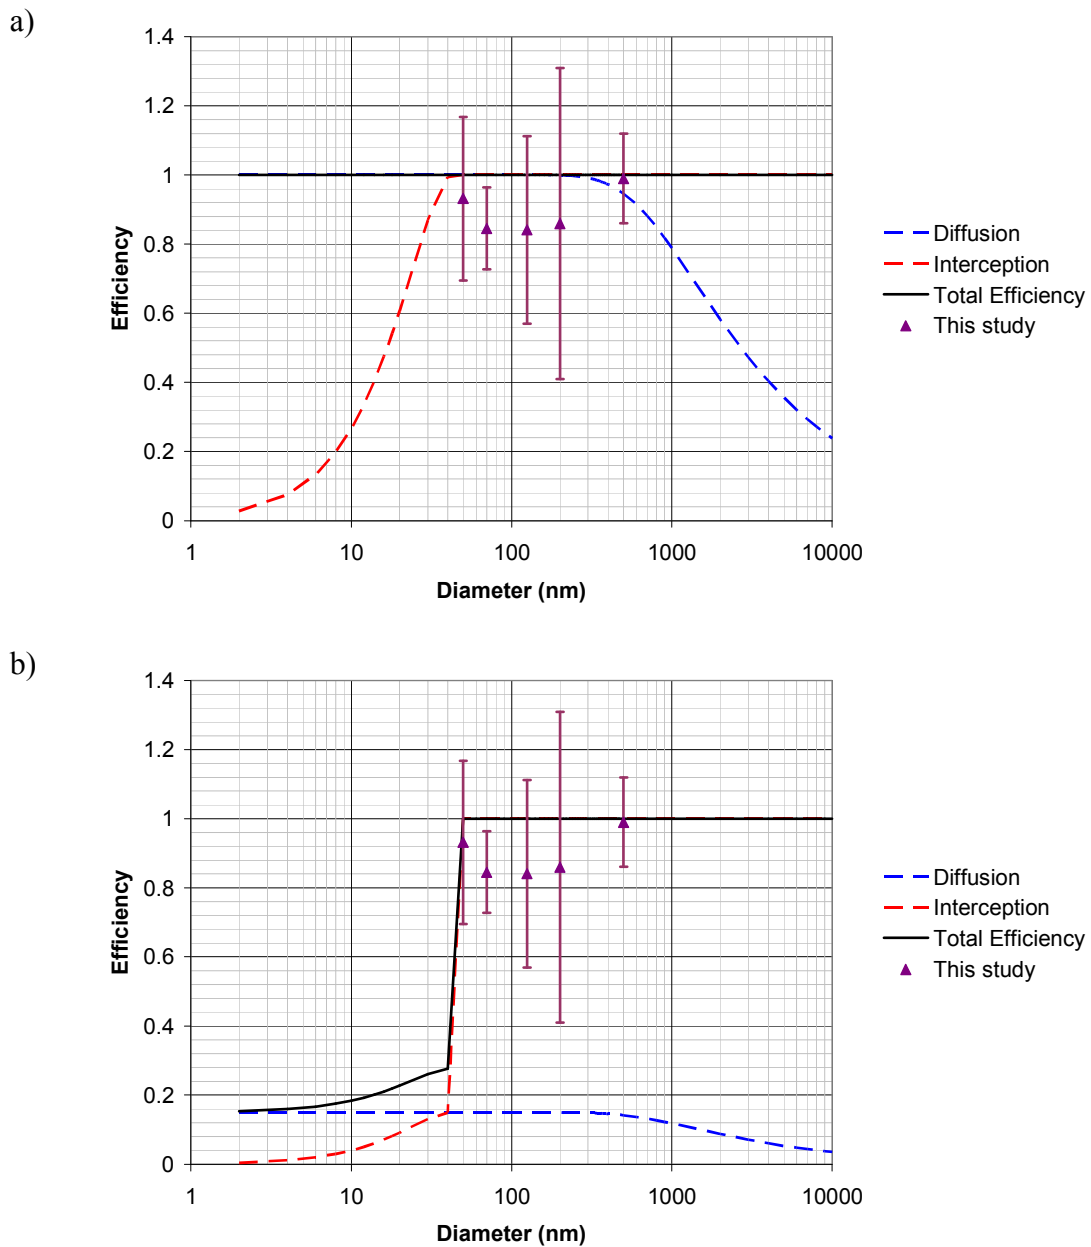 a)
1.4
1.2
1
0.8
0.6
0.4
0.2
0
Efficiency
1 10 100 1000 10000
Diameter (nm)
Diffusion
Interception
Total Efficiency
This study
b)
1.4
1.2
1
0.8
0.6
0.4
0.2
0
Efficiency
1 10 100 1000 10000
Diameter (nm)
Diffusion
Interception
Total Efficiency
This study